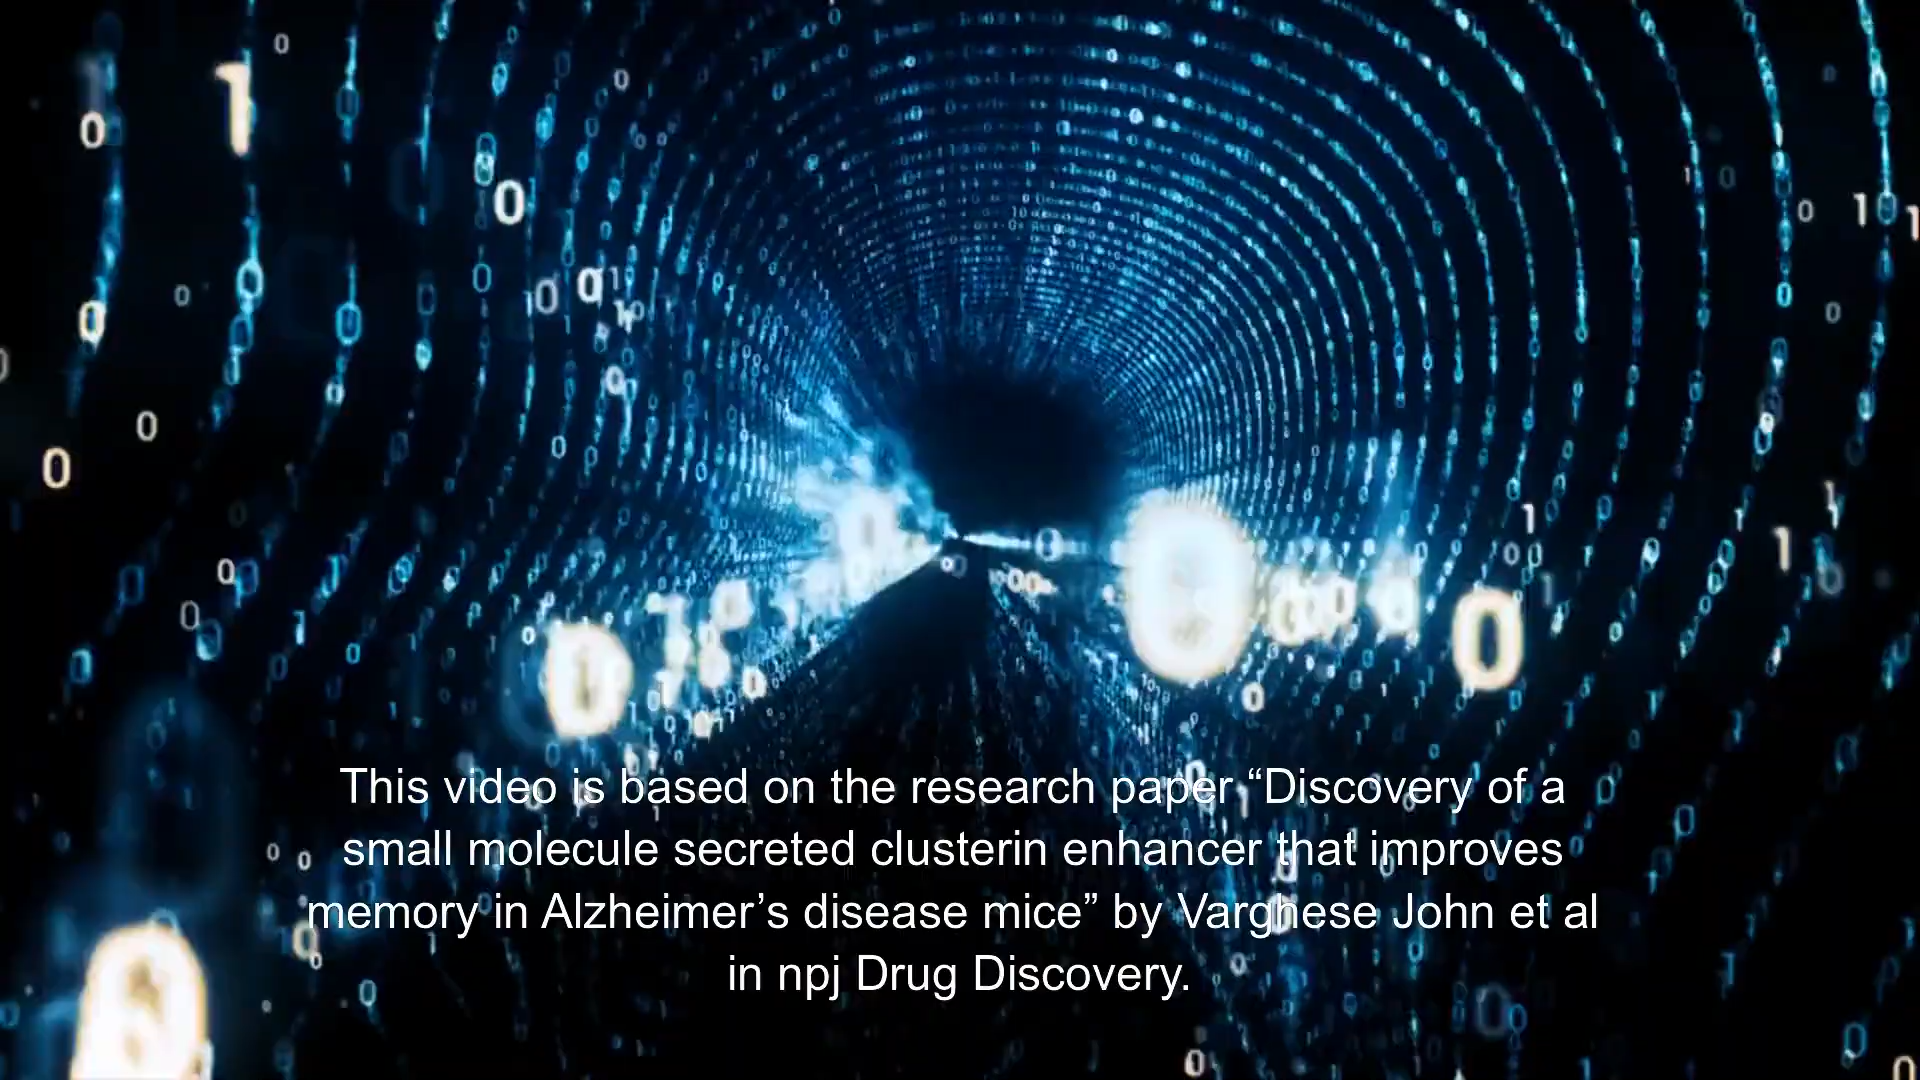 This video is based on the research paper “Discovery of a
small molecule secreted clusterin enhancer that improves
memory in Alzheimer’s disease mice” by Varghese John et al
in npj Drug Discovery.